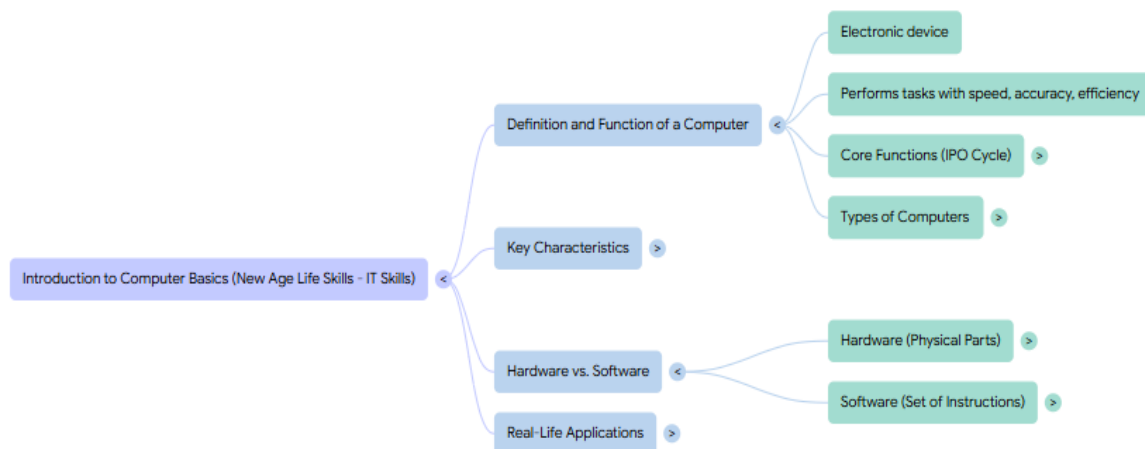 Introduction to Computer Basics (New Age Life Skills - IT Skills) <
Definition and Function of a Computer <
Electronic device
Performs tasks with speed, accuracy, efficiency
Core Functions (IPO Cycle) >
Types of Computers >
Key Characteristics >
Hardware vs. Software <
Hardware (Physical Parts) >
Software (Set of Instructions) >
Real-Life Applications >